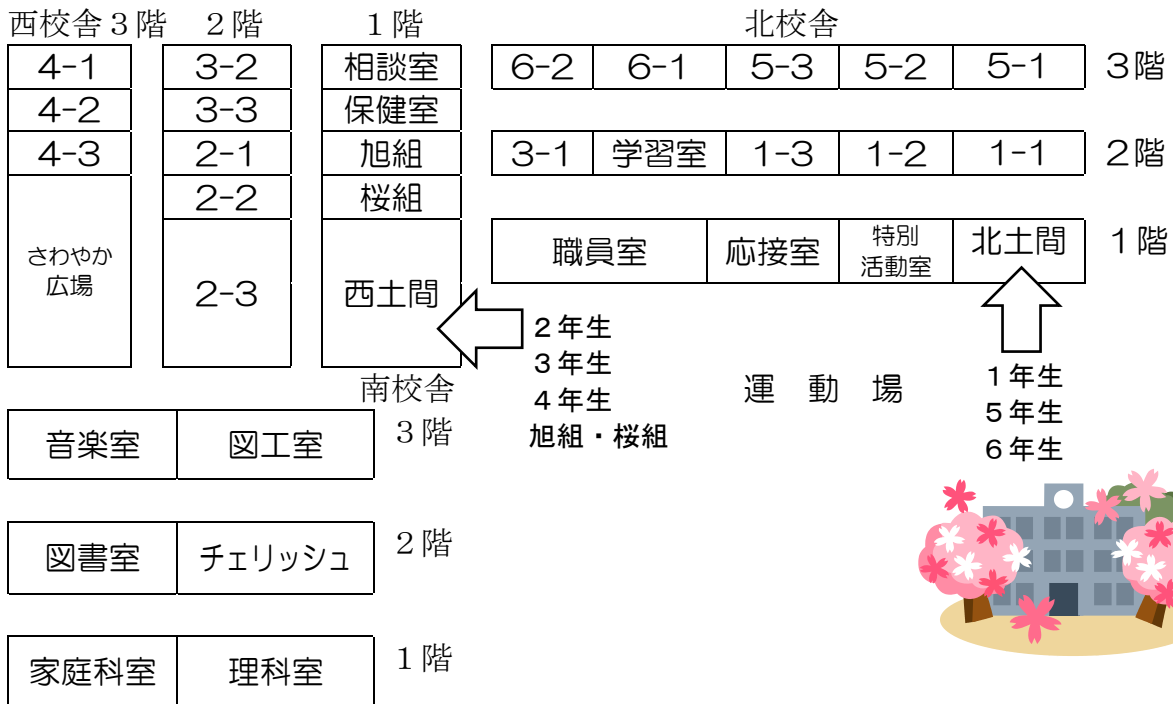 西校舎3階 2階 1階 北校舎
4-1 3-2 相談室 6-2 6-1 5-3 5-2 5-1 3階
4-2 3-3 保健室
4-3 2-1 旭組 3-1 学習室 1-3 1-2 1-1 2階
2-2 桜組
さわやか
広場
2-3 西土間 職員室 応接室 特別
活動室
北土間 1階
2年生
3年生
4年生
旭組・桜組
運動場
1年生
5年生
6年生
南校舎
音楽室 図工室 3階
図書室 チェリッシュ 2階
家庭科室 理科室 1階